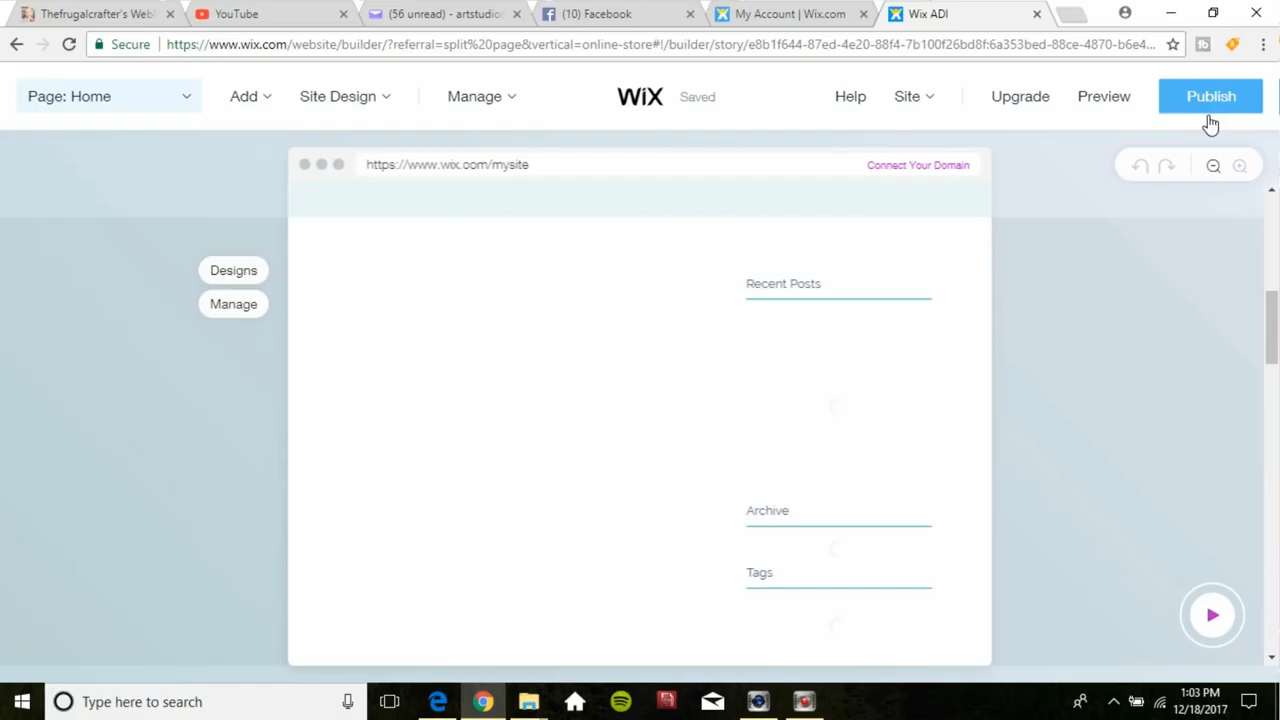 Thefrugalcrafter's Webl
YouTube
(56 unread) - artstudios
(10) Facebook
My Account | Wix.com
Wix ADI
Secure
https://www.wix.com/website/builder/?referral=split%20page&vertical=online-store#!/builder/story/e8b1f644-87ed-4e20-88f4-7b100f26bd8f:6a353bed-88ce-4870-b6e4...
Page: Home
Add
Site Design
Manage
WiX
Saved
Help
Site
Upgrade
Preview
Publish
https://www.wix.com/mysite
Connect Your Domain
Designs
Manage
Recent Posts
Archive
Tags
Type here to search
1:03 PM
12/18/2017